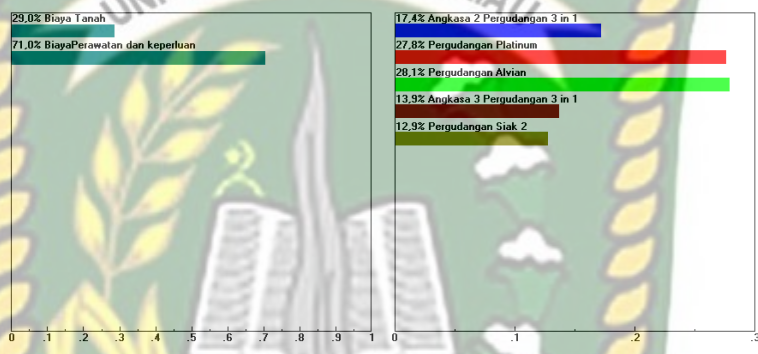 29,0% Biaya Tanah
71,0% BiayaPerawatan dan keperluan
0 .1 .2 .3 .4 .5 .6 .7 .8 .9 1
17,4% Angkasa 2 Pergudangan 3 in 1
27,8% Pergudangan Platinum
28,1% Pergudangan Alvian
13,9% Angkasa 3 Pergudangan 3 in 1
12,9% Pergudangan Siak 2
0 .1 .2 .3